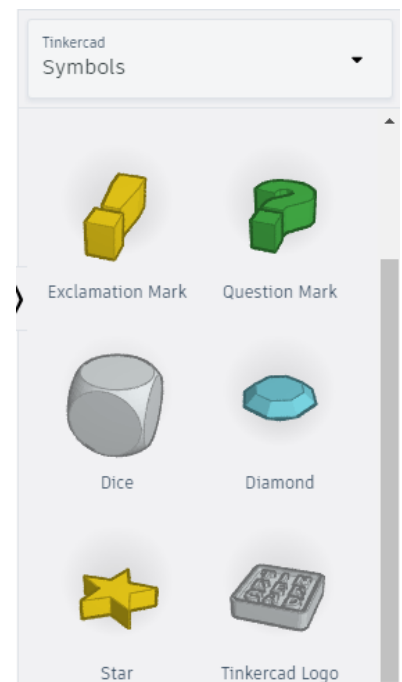 Tinkercad
Symbols
Exclamation Mark
Question Mark
Dice
Diamond
Star
Tinkercad Logo